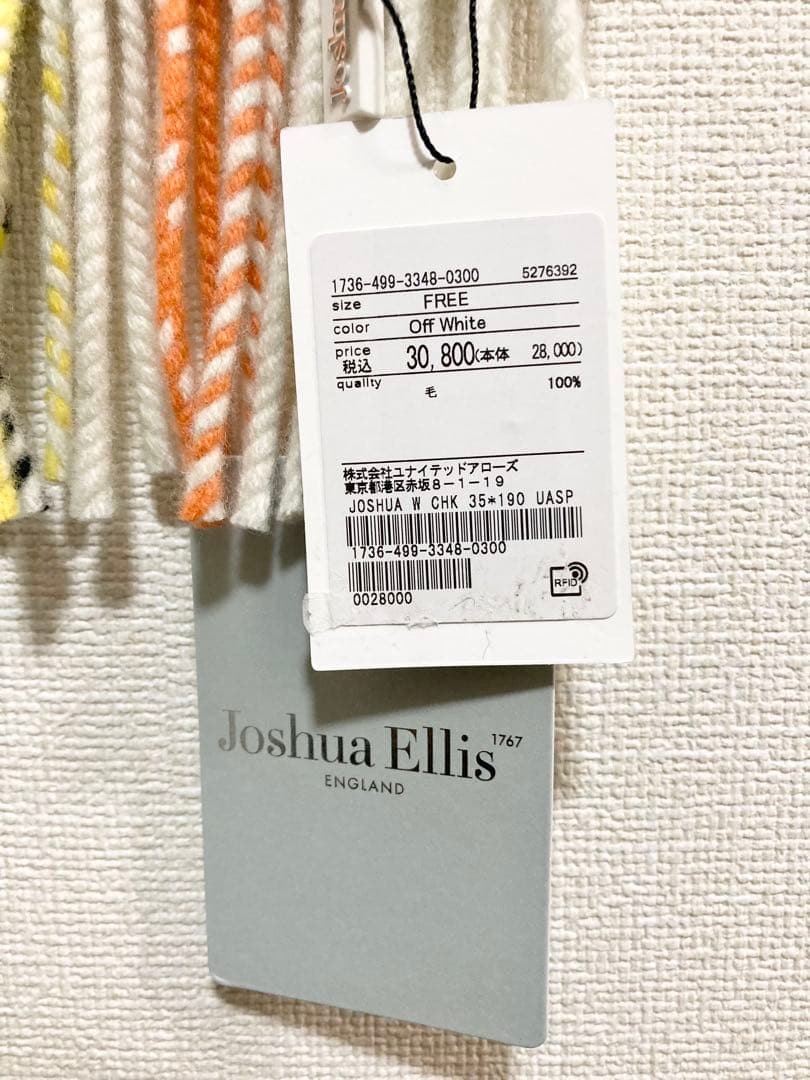 Joshua
1736-499-3348-0300 5276392
size FREE
color Off White
price 税込 30,800(本体 28,000)
quality 毛 100%
株式会社ユナイテッドアローズ
東京都港区赤坂8-1-19
JOSHUA W CHK 35*190 UASP
1736-499-3348-0300
0028000
RFID
Joshua Ellis 1767
ENGLAND